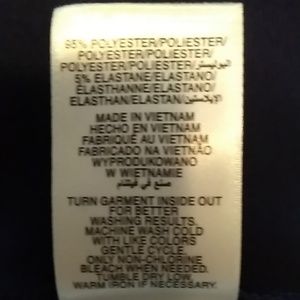 95% POLYESTER/POLIESTER/
POLYESTER/POLIESTER/
POLYESTER/POLIESTER/البوليستر
5% ELASTANE/ELASTANO/
ÉLASTHANNE/ELASTANO/
ELASTHAN/ELASTAN/الإيلاستين
MADE IN VIETNAM
HECHO EN VIETNAM
FABRIQUÉ AU VIETNAM
FABRICADO NA VIETNÃO
WYPRODUKOWANO
W WIETNAMIE
صنع في فيتنام
TURN GARMENT INSIDE OUT
FOR BETTER
WASHING RESULTS.
MACHINE WASH COLD
WITH LIKE COLORS
GENTLE CYCLE.
ONLY NON-CHLORINE
BLEACH WHEN NEEDED.
TUMBLE DRY LOW.
WARM IRON IF NECESSARY.